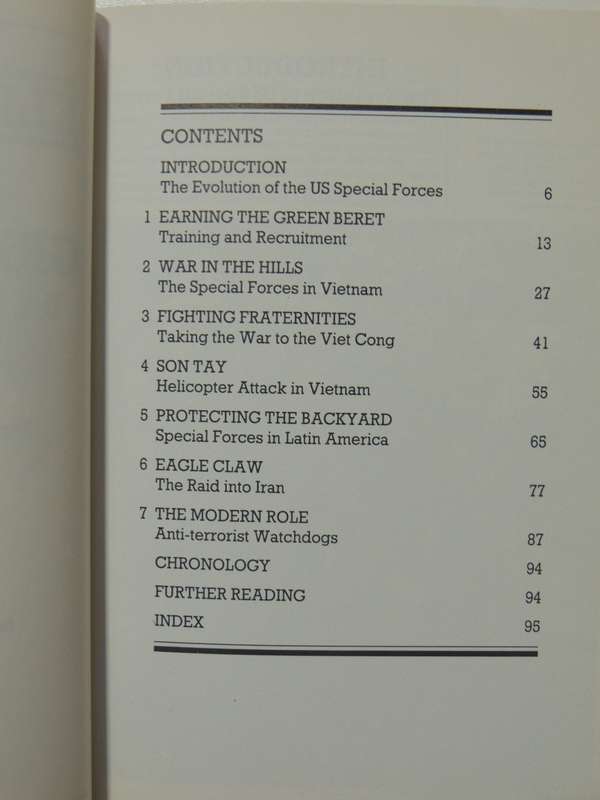 CONTENTS
INTRODUCTION
The Evolution of the US Special Forces 6
1 EARNING THE GREEN BERET
Training and Recruitment 13
2 WAR IN THE HILLS
The Special Forces in Vietnam 27
3 FIGHTING FRATERNITIES
Taking the War to the Viet Cong 41
4 SON TAY
Helicopter Attack in Vietnam 55
5 PROTECTING THE BACKYARD
Special Forces in Latin America 65
6 EAGLE CLAW
The Raid into Iran 77
7 THE MODERN ROLE
Anti-terrorist Watchdogs 87
CHRONOLOGY 94
FURTHER READING 94
INDEX 95